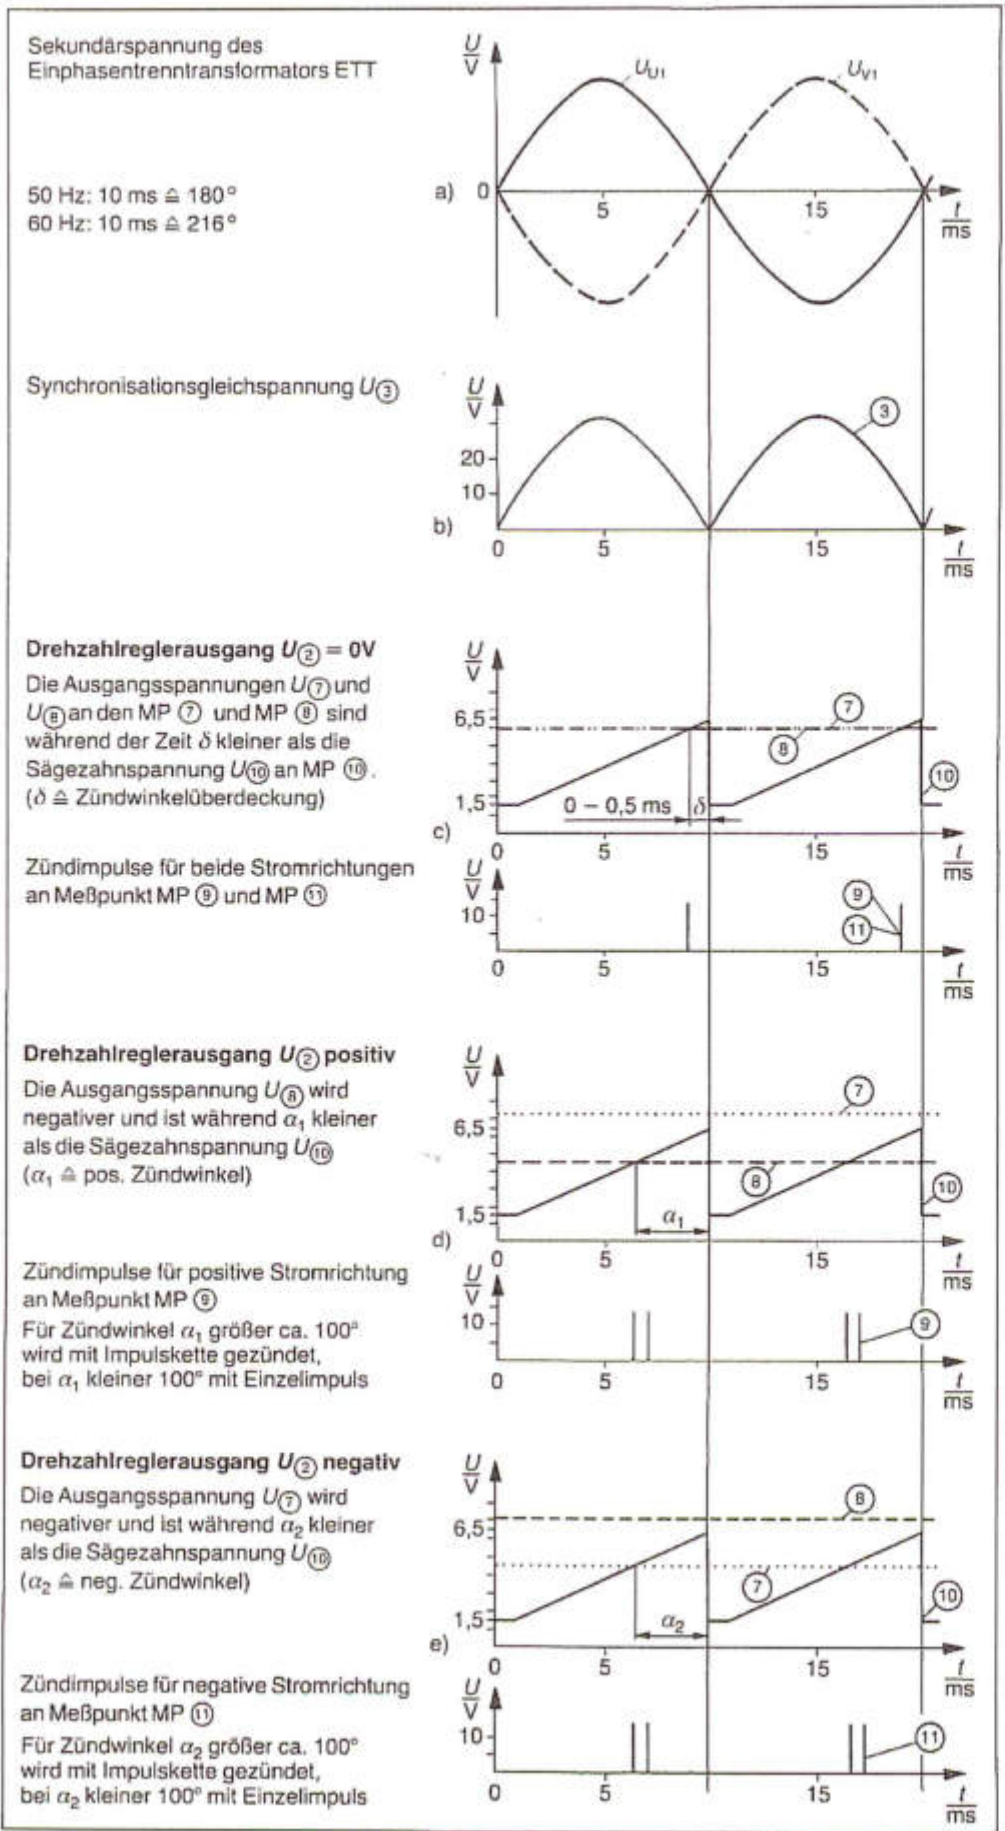 Sekundärspannung des
Einphasentrenntransformators ETT
50 Hz: 10 ms ≙ 180°
60 Hz: 10 ms ≙ 216°
a)
U/V
0
U_U1
U_V1
5
15
t/ms
Synchronisationsgleichspannung U③
b)
U/V
20
10
③
0
5
15
t/ms
Drehzahlreglerausgang U② = 0V
Die Ausgangsspannungen U⑦ und
U⑧ an den MP ⑦ und MP ⑧ sind
während der Zeit δ kleiner als die
Sägezahnspannung U⑩ an MP ⑩.
(δ ≙ Zündwinkelüberdeckung)
c)
U/V
6,5
1,5
⑦
⑧
⑩
0 – 0,5 ms
δ
0
5
15
t/ms
Zündimpulse für beide Stromrichtungen
an Meßpunkt MP ⑨ und MP ⑪
U/V
10
⑨
⑪
0
5
15
t/ms
Drehzahlreglerausgang U② positiv
Die Ausgangsspannung U⑧ wird
negativer und ist während α₁ kleiner
als die Sägezahnspannung U⑩
(α₁ ≙ pos. Zündwinkel)
d)
U/V
6,5
1,5
⑦
⑧
⑩
α₁
0
5
15
t/ms
Zündimpulse für positive Stromrichtung
an Meßpunkt MP ⑨
Für Zündwinkel α₁ größer ca. 100°
wird mit Impulskette gezündet,
bei α₁ kleiner 100° mit Einzelimpuls
U/V
10
⑨
0
5
15
t/ms
Drehzahlreglerausgang U② negativ
Die Ausgangsspannung U⑦ wird
negativer und ist während α₂ kleiner
als die Sägezahnspannung U⑩
(α₂ ≙ neg. Zündwinkel)
e)
U/V
6,5
1,5
⑧
⑦
⑩
α₂
0
5
15
t/ms
Zündimpulse für negative Stromrichtung
an Meßpunkt MP ⑪
Für Zündwinkel α₂ größer ca. 100°
wird mit Impulskette gezündet,
bei α₂ kleiner 100° mit Einzelimpuls
U/V
10
⑪
0
5
15
t/ms